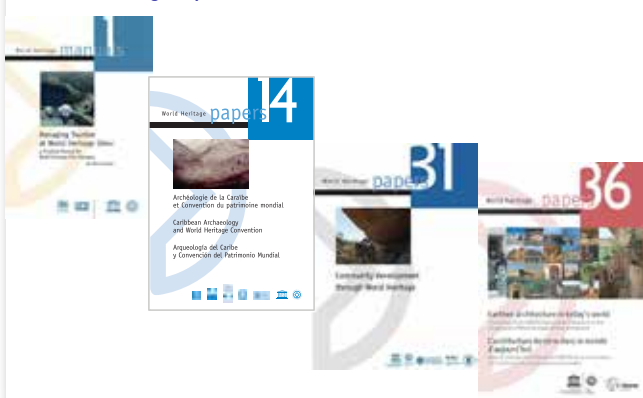 1
World Heritage manuals
Managing Tourism
at World Heritage Sites:
14
World Heritage papers
Archéologie de la Caraïbe
et Convention du patrimoine mondial
Caribbean Archaeology
and World Heritage Convention
Arqueología del Caribe
y Convención del Patrimonio Mundial
31
World Heritage papers
Community development
through World Heritage
36
World Heritage papers
Earthen architecture in today's world
L'architecture de terre dans le monde
d'aujourd'hui